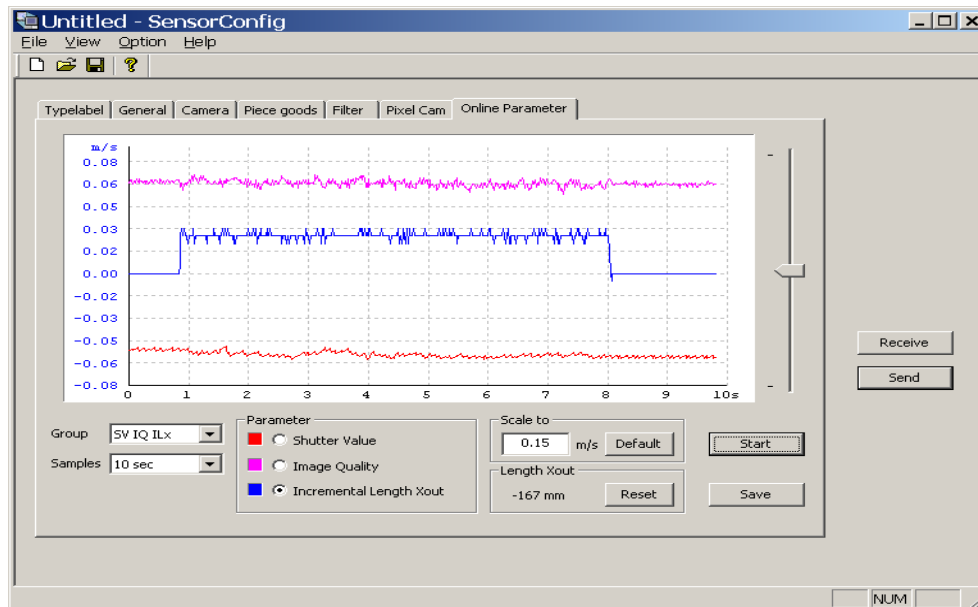 Untitled - SensorConfig
File View Option Help
Typelabel General Camera Piece goods Filter Pixel Cam Online Parameter
m/s
0.08
0.06
0.05
0.03
0.02
0.00
-0.02
-0.03
-0.05
-0.06
-0.08
0 1 2 3 4 5 6 7 8 9 10s
Receive
Send
Group SV IQ ILx
Samples 10 sec
Parameter
Shutter Value
Image Quality
Incremental Length Xout
Scale to
0.15 m/s Default
Length Xout
-167 mm Reset
Start
Save
NUM